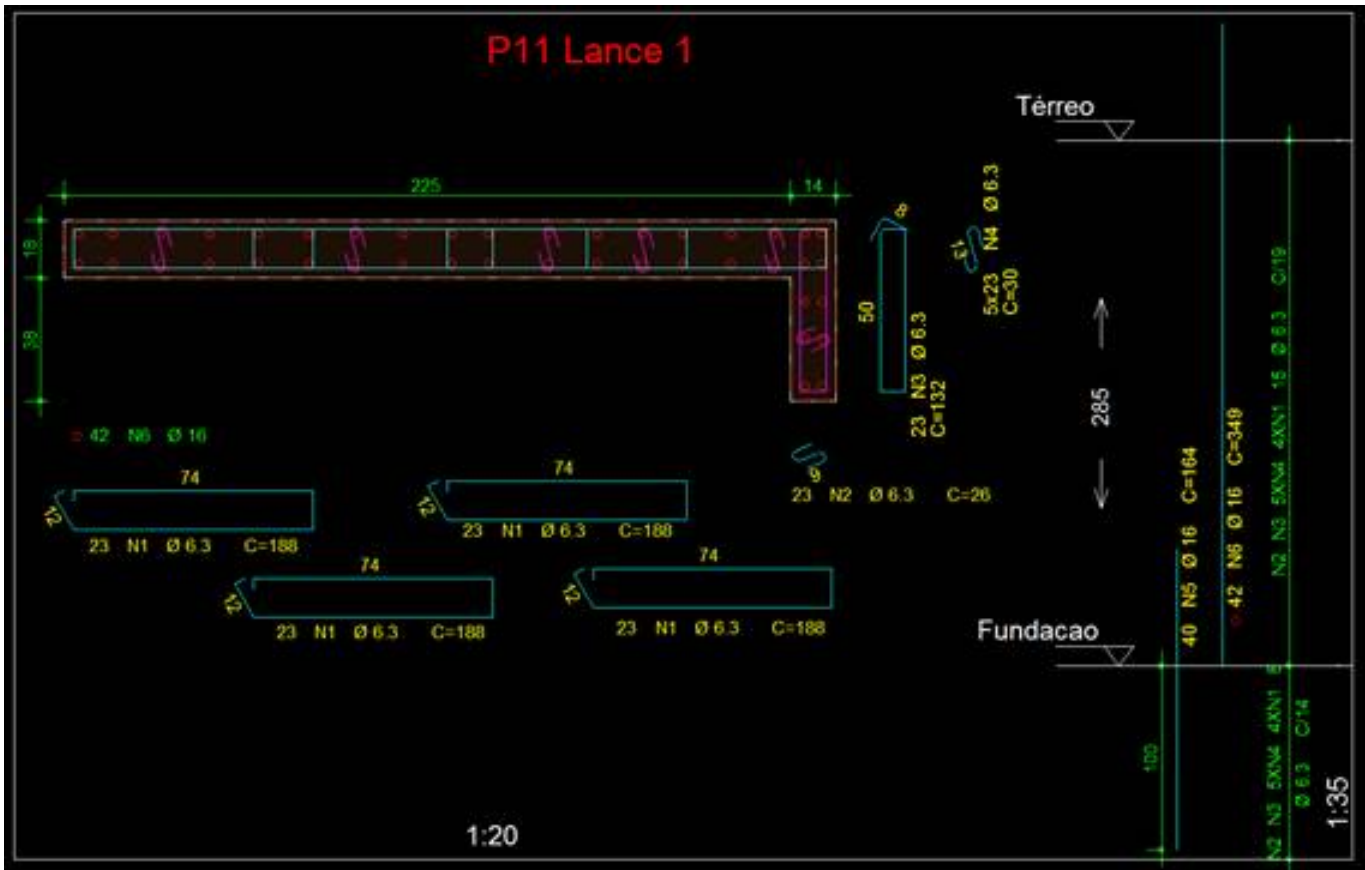 P11 Lance 1
Térreo
225
14
18
38
8
50
23 N3 Ø 6.3
C=132
13
5x23 N4 Ø 6.3
C=30
285
42 N6 Ø 16
74
12
23 N1 Ø 6.3 C=188
74
12
23 N1 Ø 6.3 C=188
74
12
23 N1 Ø 6.3 C=188
74
12
23 N1 Ø 6.3 C=188
9
23 N2 Ø 6.3 C=26
40 N5 Ø 16 C=164
42 N6 Ø 16 C=349
N2 N3 5XN4 4XN1 15 Ø 6.3 C/19
Fundacao
100
N2 N3 5XN4 4XN1 8
Ø 6.3 C/14
1:20
1:35